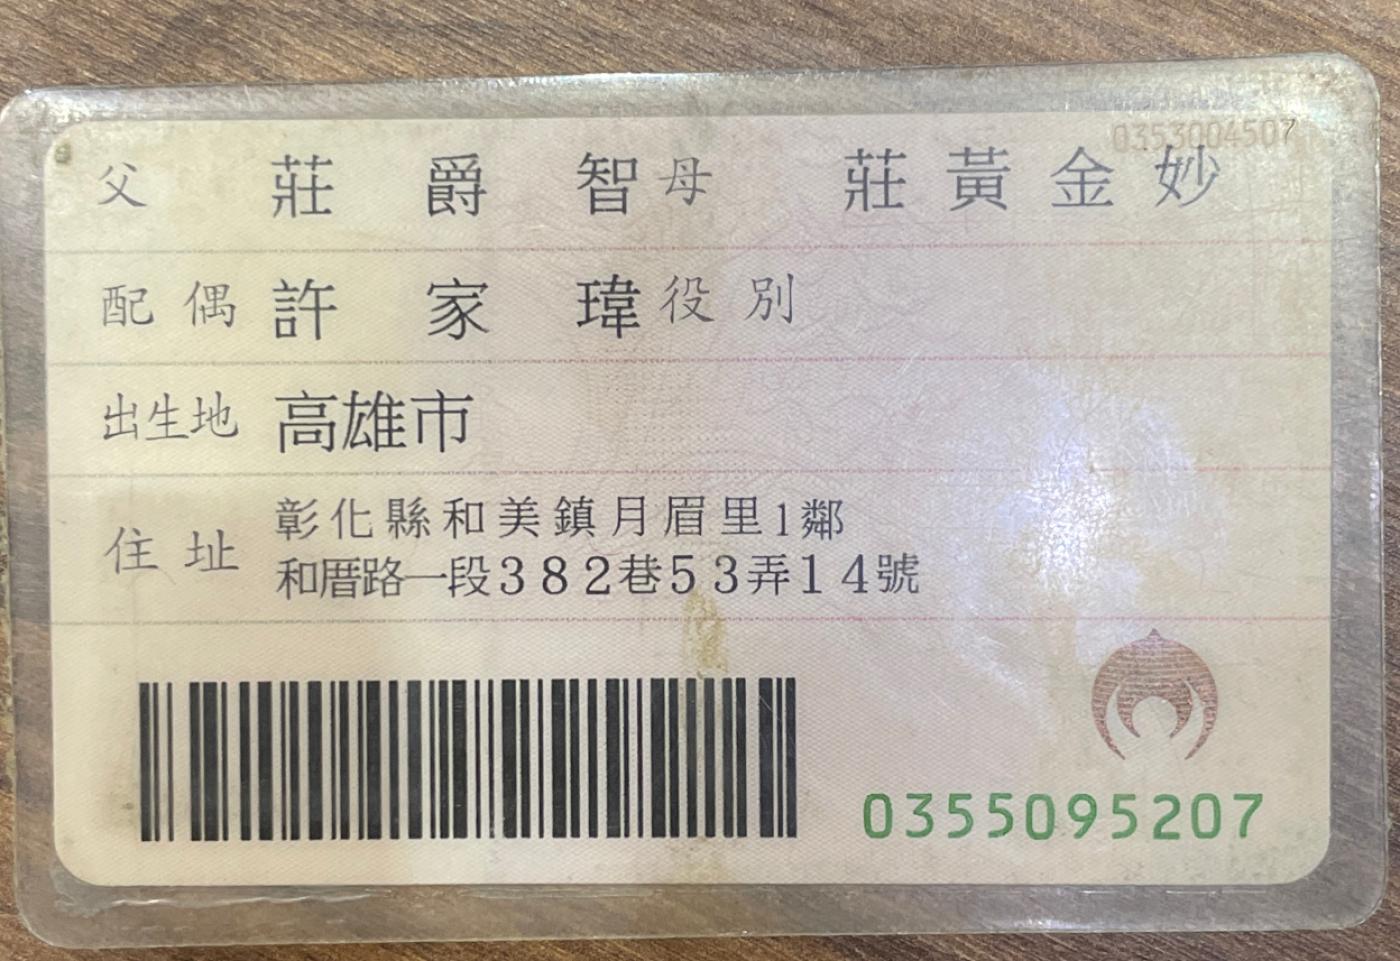 0353004507
父 莊爵智 母 莊黃金妙
配偶 許家瑋 役別
出生地 高雄市
住址 彰化縣和美鎮月眉里1鄰
和厝路一段382巷53弄14號
0355095207